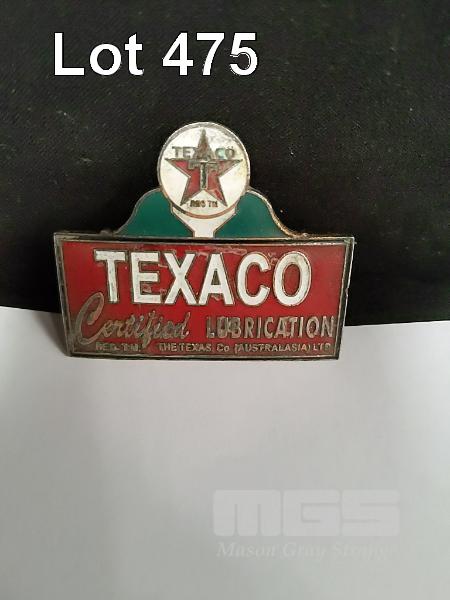 Lot 475
TEXACO
T
REG TM
TEXACO
Certified LUBRICATION
REG. T.M. THE TEXAS Co (AUSTRALASIA) LTD
MGS
Mason Gray Strange